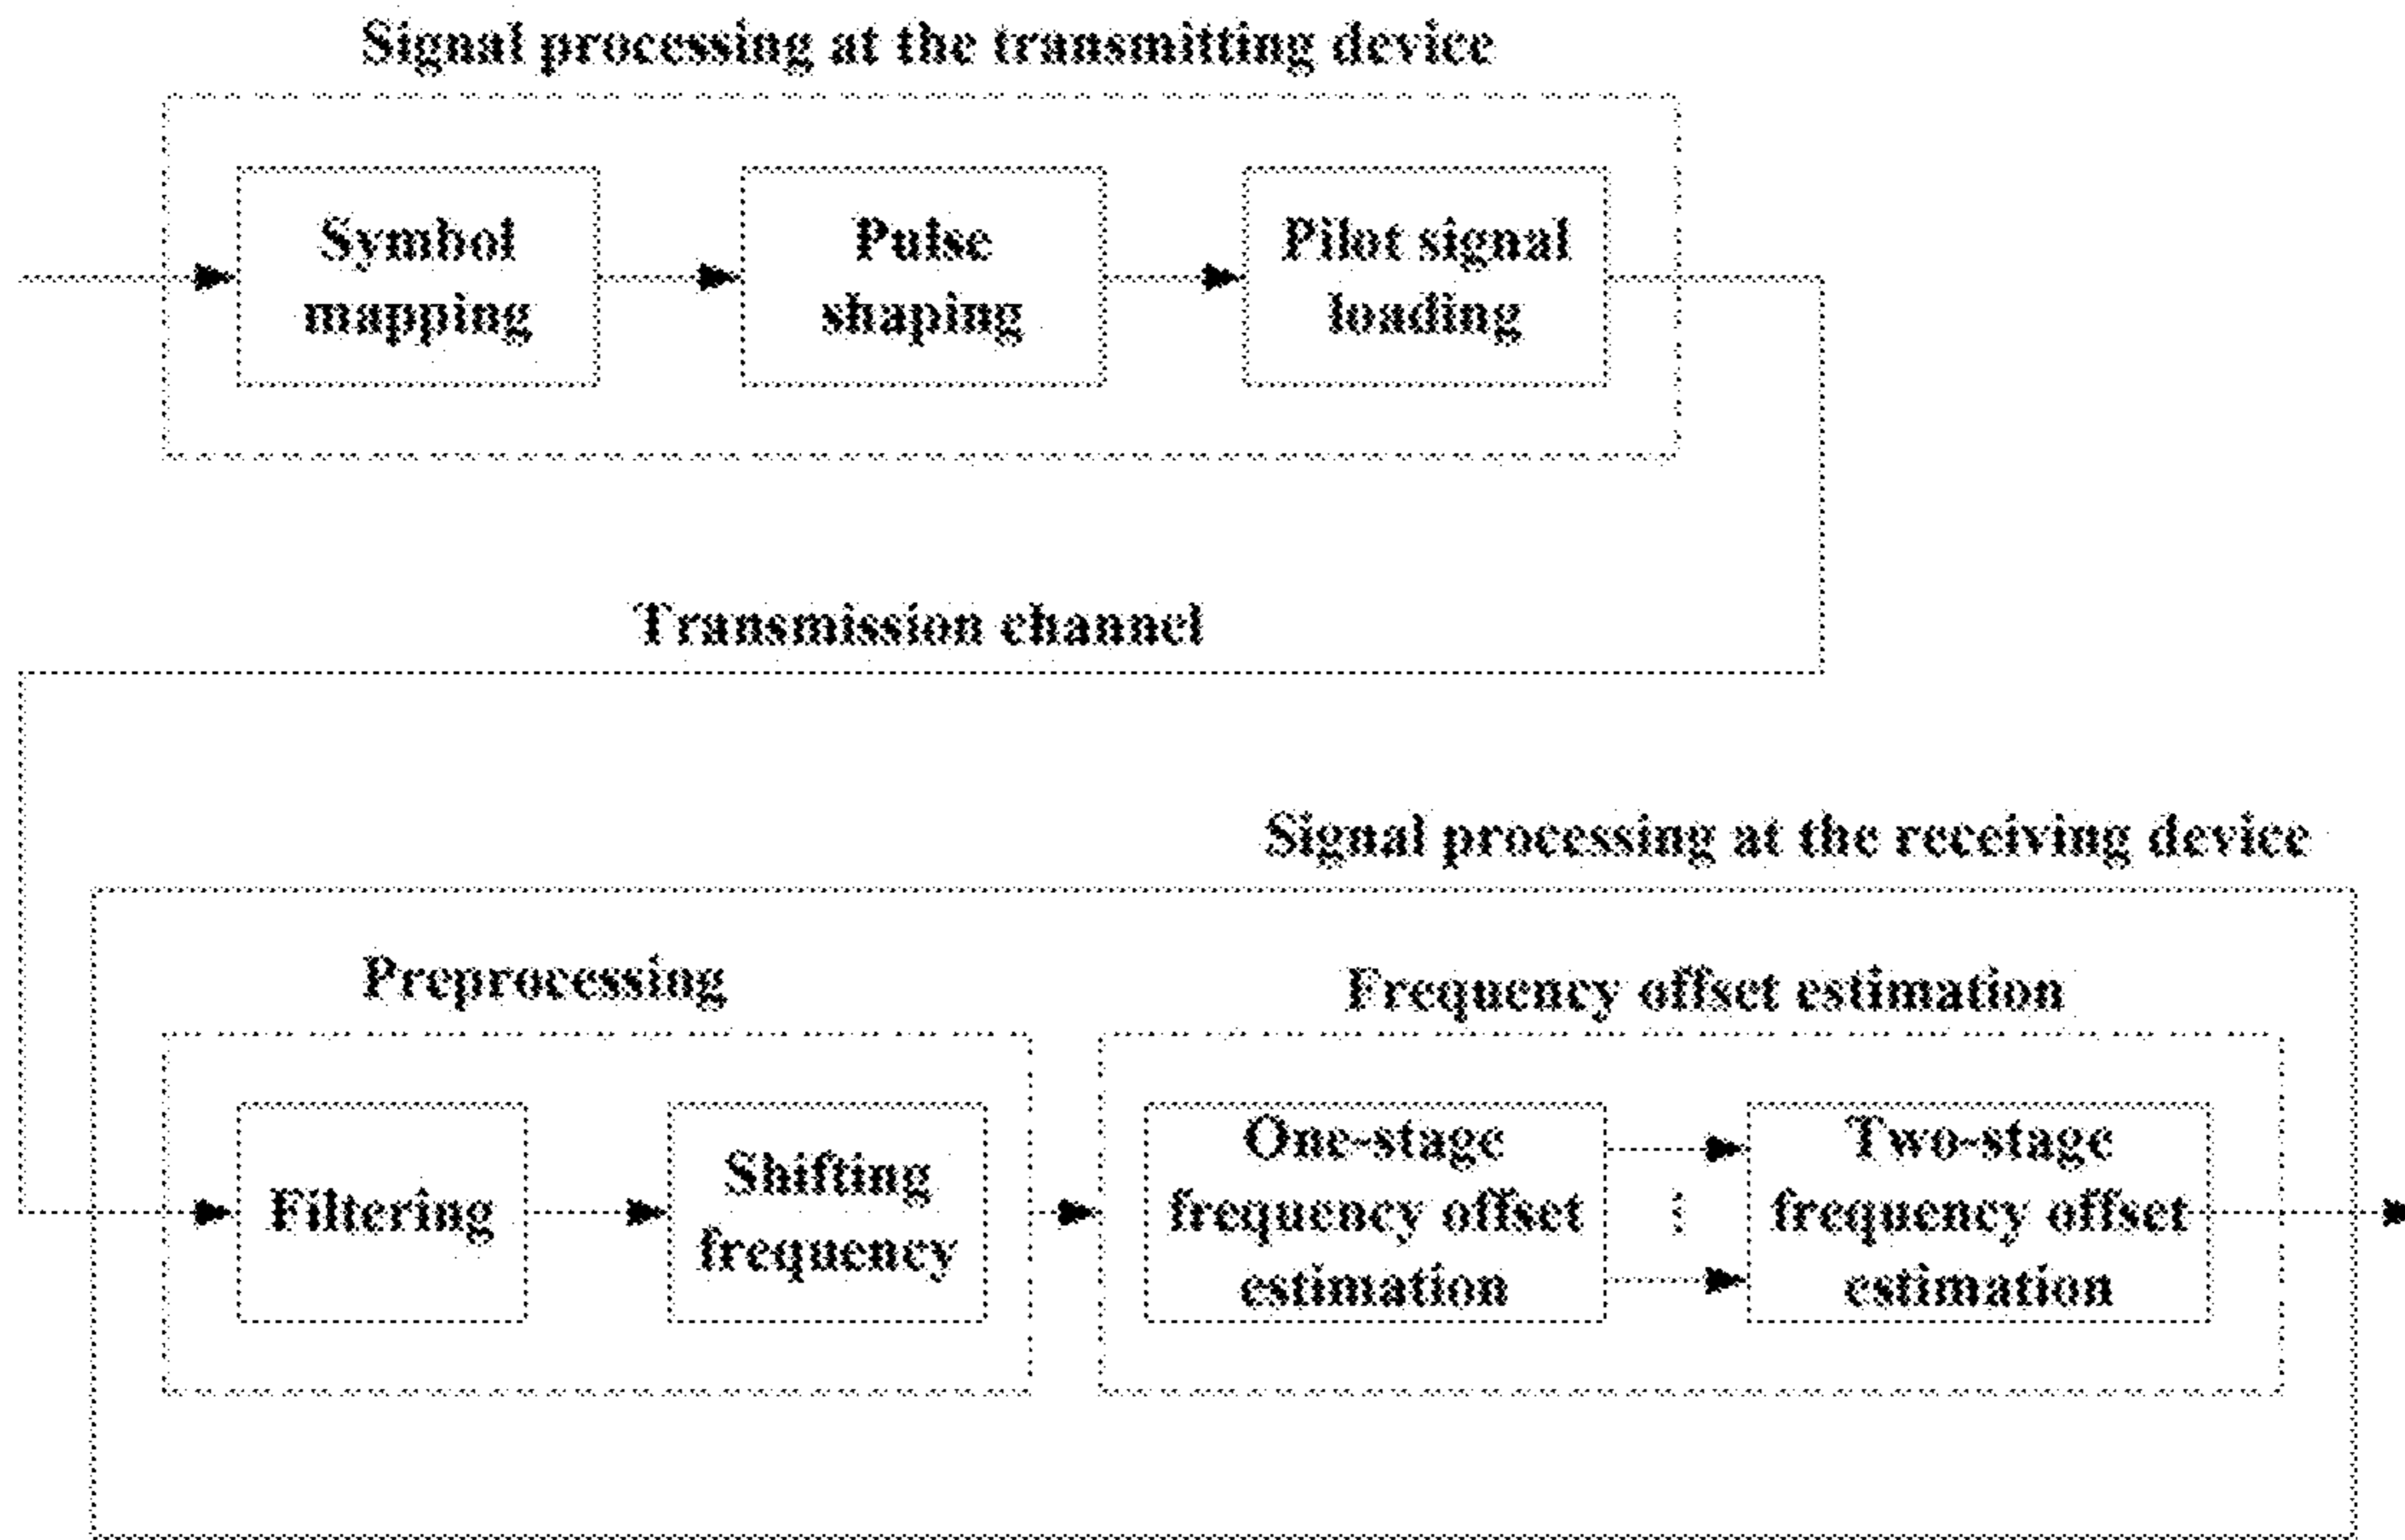 Signal processing at the transmitting device
Symbol
mapping
Pulse
shaping
Pilot signal
loading
Transmission channel
Signal processing at the receiving device
Preprocessing
Filtering
Shifting
frequency
Frequency offset estimation
One-stage
frequency offset
estimation
Two-stage
frequency offset
estimation